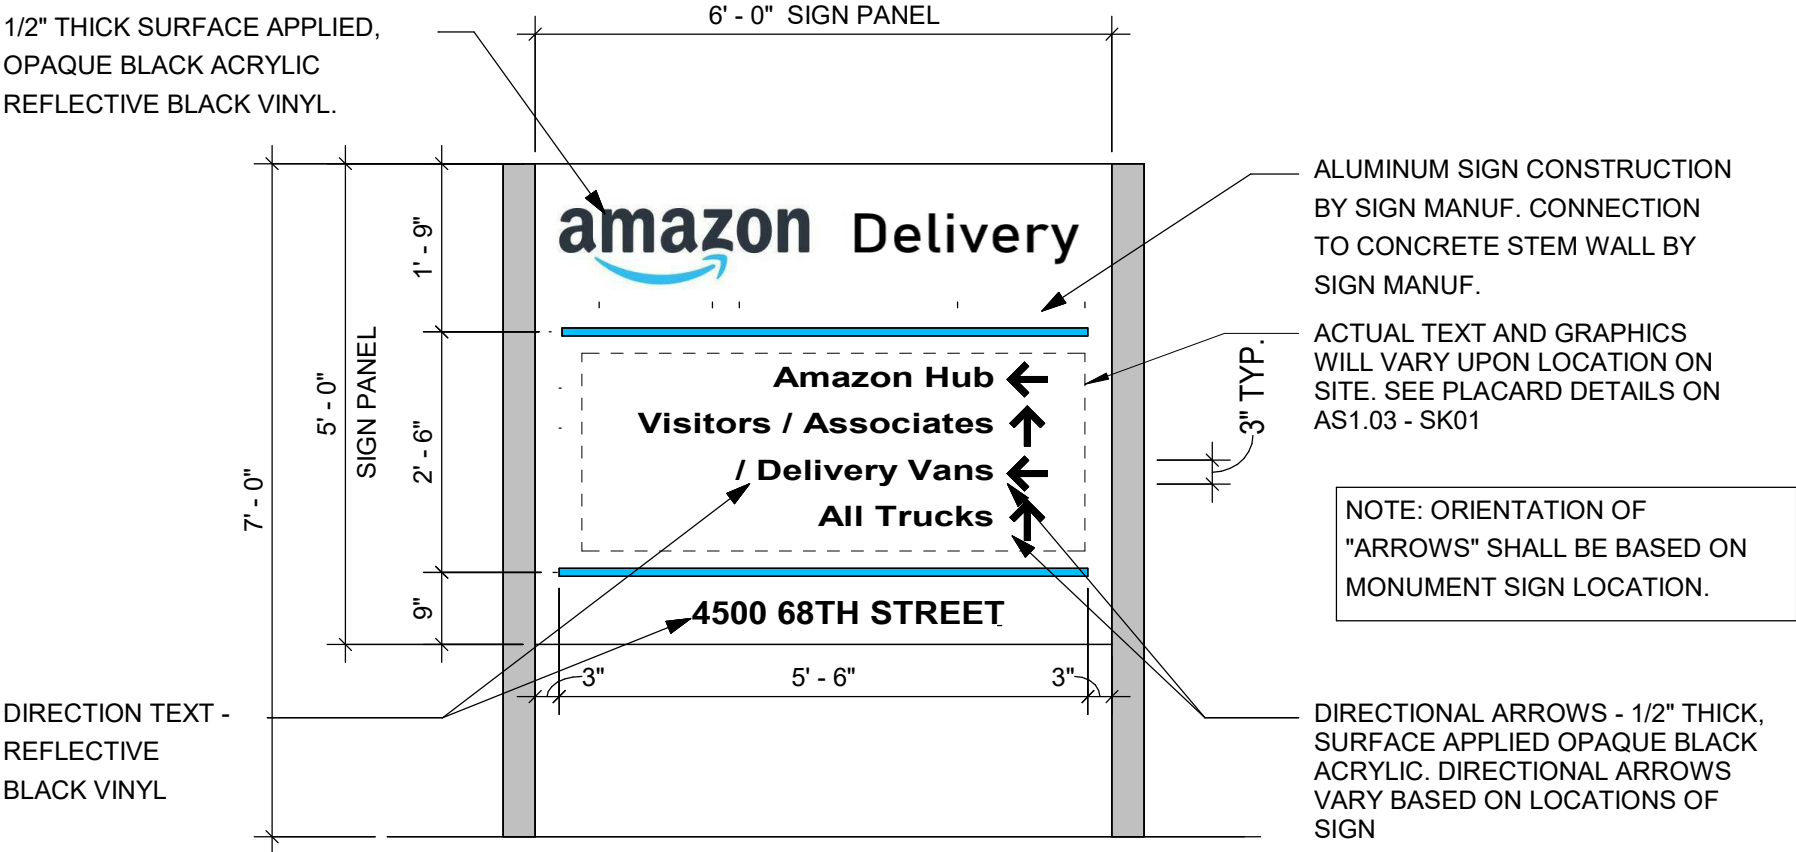 6' - 0"  SIGN PANEL
1/2" THICK SURFACE APPLIED,
OPAQUE BLACK ACRYLIC
REFLECTIVE BLACK VINYL.
ALUMINUM SIGN CONSTRUCTION
BY SIGN MANUF. CONNECTION
TO CONCRETE STEM WALL BY
SIGN MANUF.
amazon Delivery
1' - 9"
5' - 0"
SIGN PANEL
2' - 6"
7' - 0"
9"
Amazon Hub ←
Visitors / Associates ↑
/ Delivery Vans ←
All Trucks ↑
4500 68TH STREET
3"
5' - 6"
3"
ACTUAL TEXT AND GRAPHICS
WILL VARY UPON LOCATION ON
SITE. SEE PLACARD DETAILS ON
AS1.03 - SK01
3" TYP.
NOTE: ORIENTATION OF
"ARROWS" SHALL BE BASED ON
MONUMENT SIGN LOCATION.
DIRECTION TEXT -
REFLECTIVE
BLACK VINYL
DIRECTIONAL ARROWS - 1/2" THICK,
SURFACE APPLIED OPAQUE BLACK
ACRYLIC. DIRECTIONAL ARROWS
VARY BASED ON LOCATIONS OF
SIGN